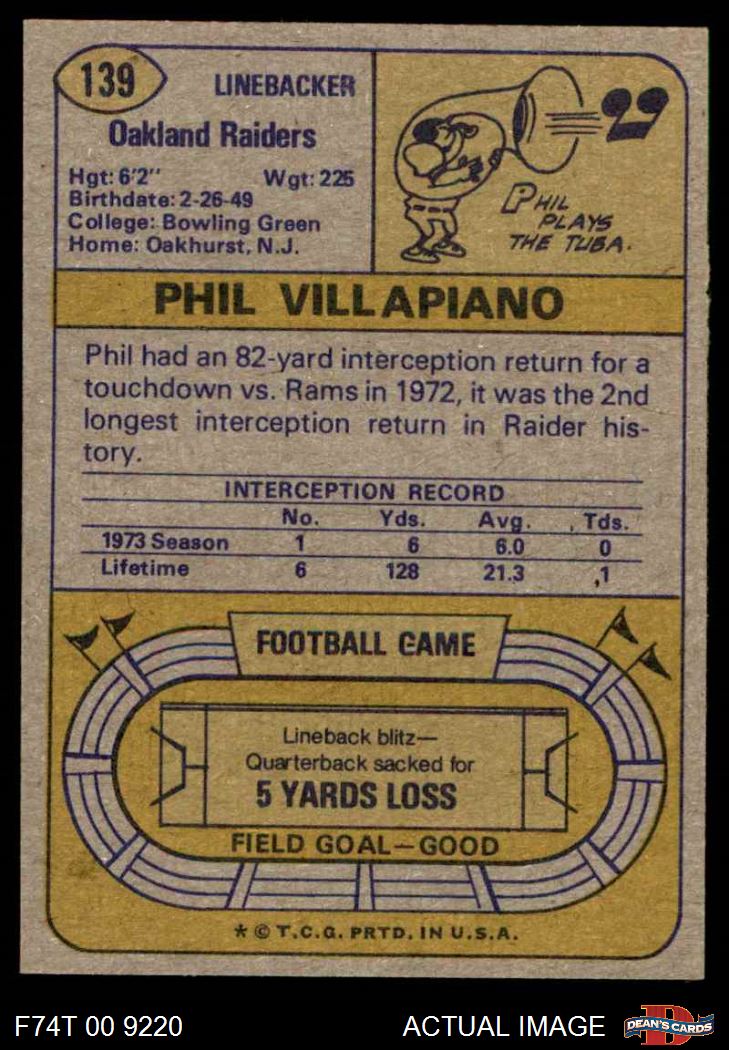 139
LINEBACKER
Oakland Raiders
Hgt: 6'2" Wgt: 225
Birthdate: 2-26-49
College: Bowling Green
Home: Oakhurst, N.J.
PHIL
PLAYS
THE TUBA.
PHIL VILLAPIANO
Phil had an 82-yard interception return for a
touchdown vs. Rams in 1972, it was the 2nd
longest interception return in Raider his-
tory.
INTERCEPTION RECORD
No. Yds. Avg. Tds.
1973 Season 1 6 6.0 0
Lifetime 6 128 21.3 1
FOOTBALL GAME
Lineback blitz—
Quarterback sacked for
5 YARDS LOSS
FIELD GOAL—GOOD
* © T.C.G. PRTD. IN U.S.A.
F74T 00 9220 ACTUAL IMAGE
DEAN'S CARDS